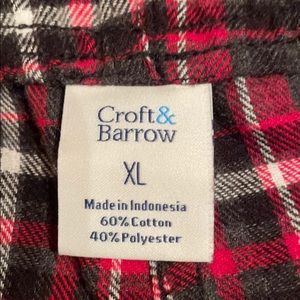 Croft&
Barrow
XL
Made in Indonesia
60% Cotton
40% Polyester